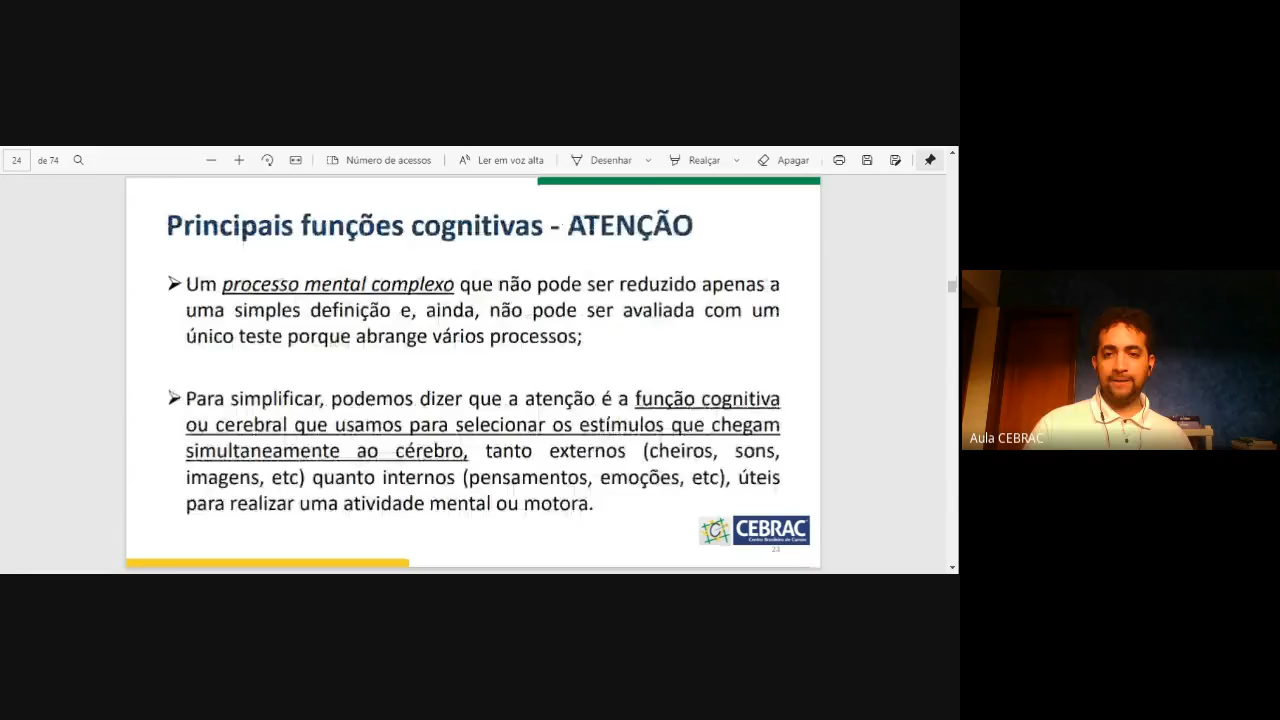 24 de 74 Número de acessos Ler em voz alta Desenhar Realçar Apagar
Principais funções cognitivas - ATENÇÃO
Um processo mental complexo que não pode ser reduzido apenas a
uma simples definição e, ainda, não pode ser avaliada com um
único teste porque abrange vários processos;
Para simplificar, podemos dizer que a atenção é a função cognitiva
ou cerebral que usamos para selecionar os estímulos que chegam
simultaneamente ao cérebro, tanto externos (cheiros, sons,
imagens, etc) quanto internos (pensamentos, emoções, etc), úteis
para realizar uma atividade mental ou motora.
CEBRAC
Centro Brasileiro de Cursos
24
Aula CEBRAC